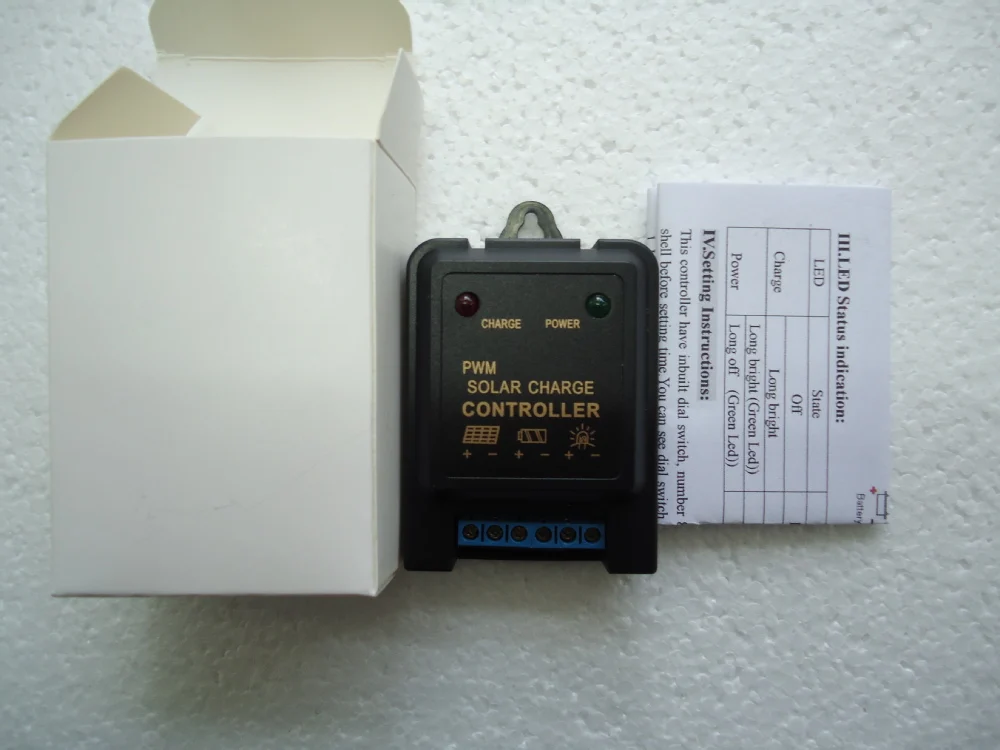 CHARGE POWER
PWM
SOLAR CHARGE
CONTROLLER
+ - + - + -
III.LED Status indication:
LED State
Charge Off
Long bright
Power Long bright (Green Led))
Long off (Green Led))
IV.Setting Instructions:
This controller have inbuilt dial switch, number
shell before setting time. You can see dial switch
+
Battery